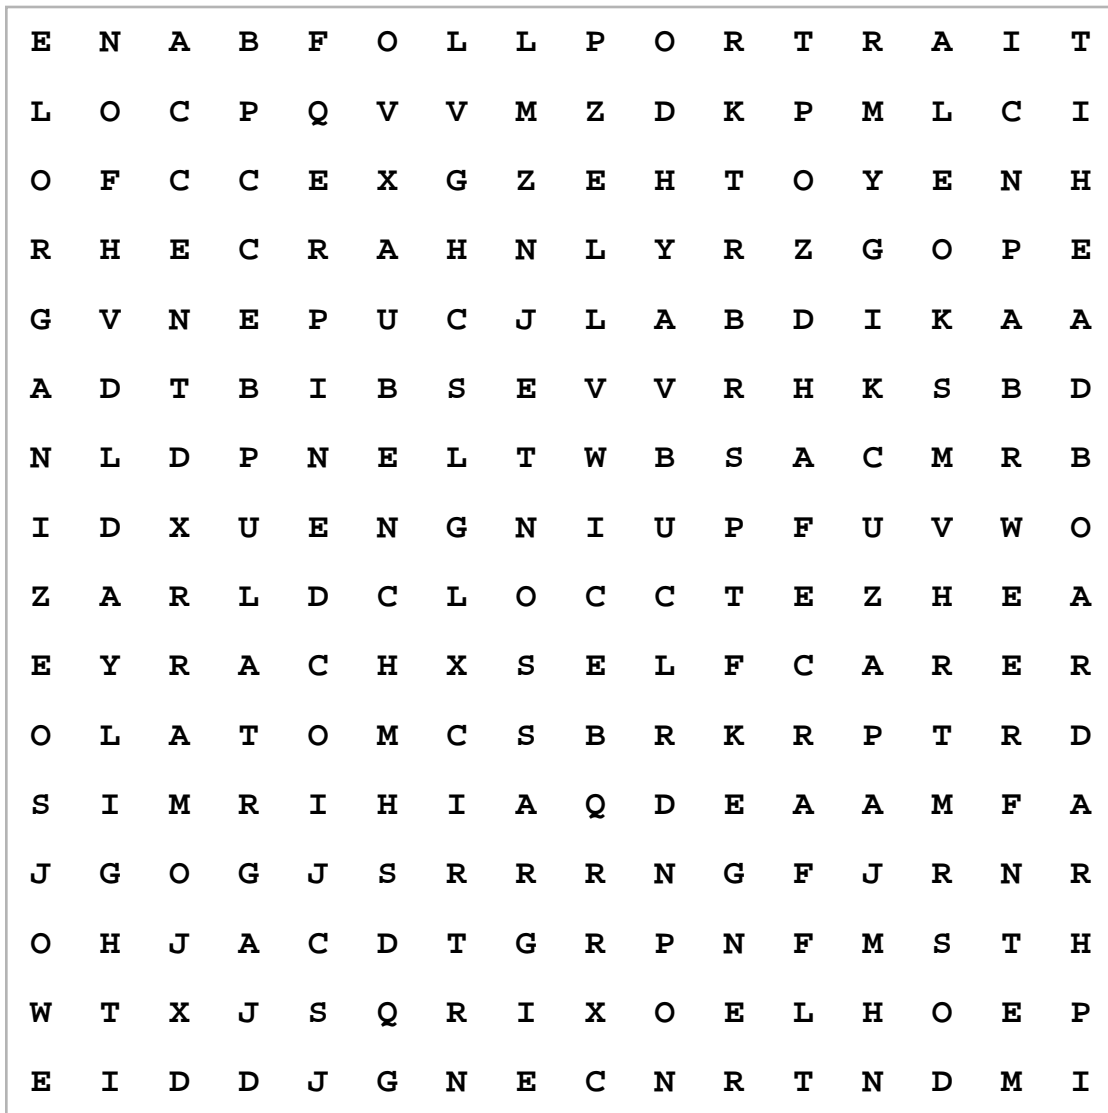 E N A B F O L L P O R T R A I T
L O C P Q V V M Z D K P M L C I
O F C C E X G Z E H T O Y E N H
R H E C R A H N L Y R Z G O P E
G V N E P U C J L A B D I K A A
A D T B I B S E V V R H K S B D
N L D P N E L T W B S A C M R B
I D X U E N G N I U P F U V W O
Z A R L D C L O C C T E Z H E A
E Y R A C H X S E L F C A R E R
O L A T O M C S B R K R P T R D
S I M R I H I A Q D E A A M F A
J G O G J S R R R N G F J R N R
O H J A C D T G R P N F M S T H
W T X J S Q R I X O E L H O E P
E I D D J G N E C N R T N D M I